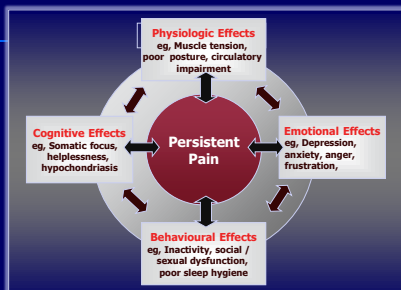 Physiologic Effects
eg, Muscle tension,
poor posture, circulatory
impairment
Cognitive Effects
eg, Somatic focus,
helplessness,
hypochondriasis
Persistent
Pain
Emotional Effects
eg, Depression,
anxiety, anger,
frustration,
Behavioural Effects
eg, Inactivity, social /
sexual dysfunction,
poor sleep hygiene